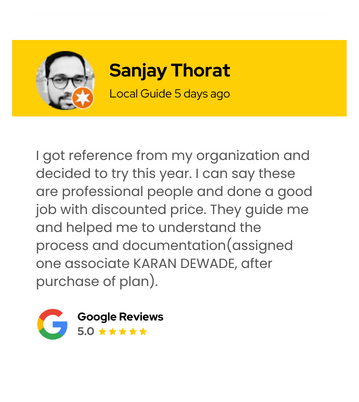 Sanjay Thorat
Local Guide 5 days ago
I got reference from my organization and
decided to try this year. I can say these
are professional people and done a good
job with discounted price. They guide me
and helped me to understand the
process and documentation(assigned
one associate KARAN DEWADE, after
purchase of plan).
Google Reviews
5.0